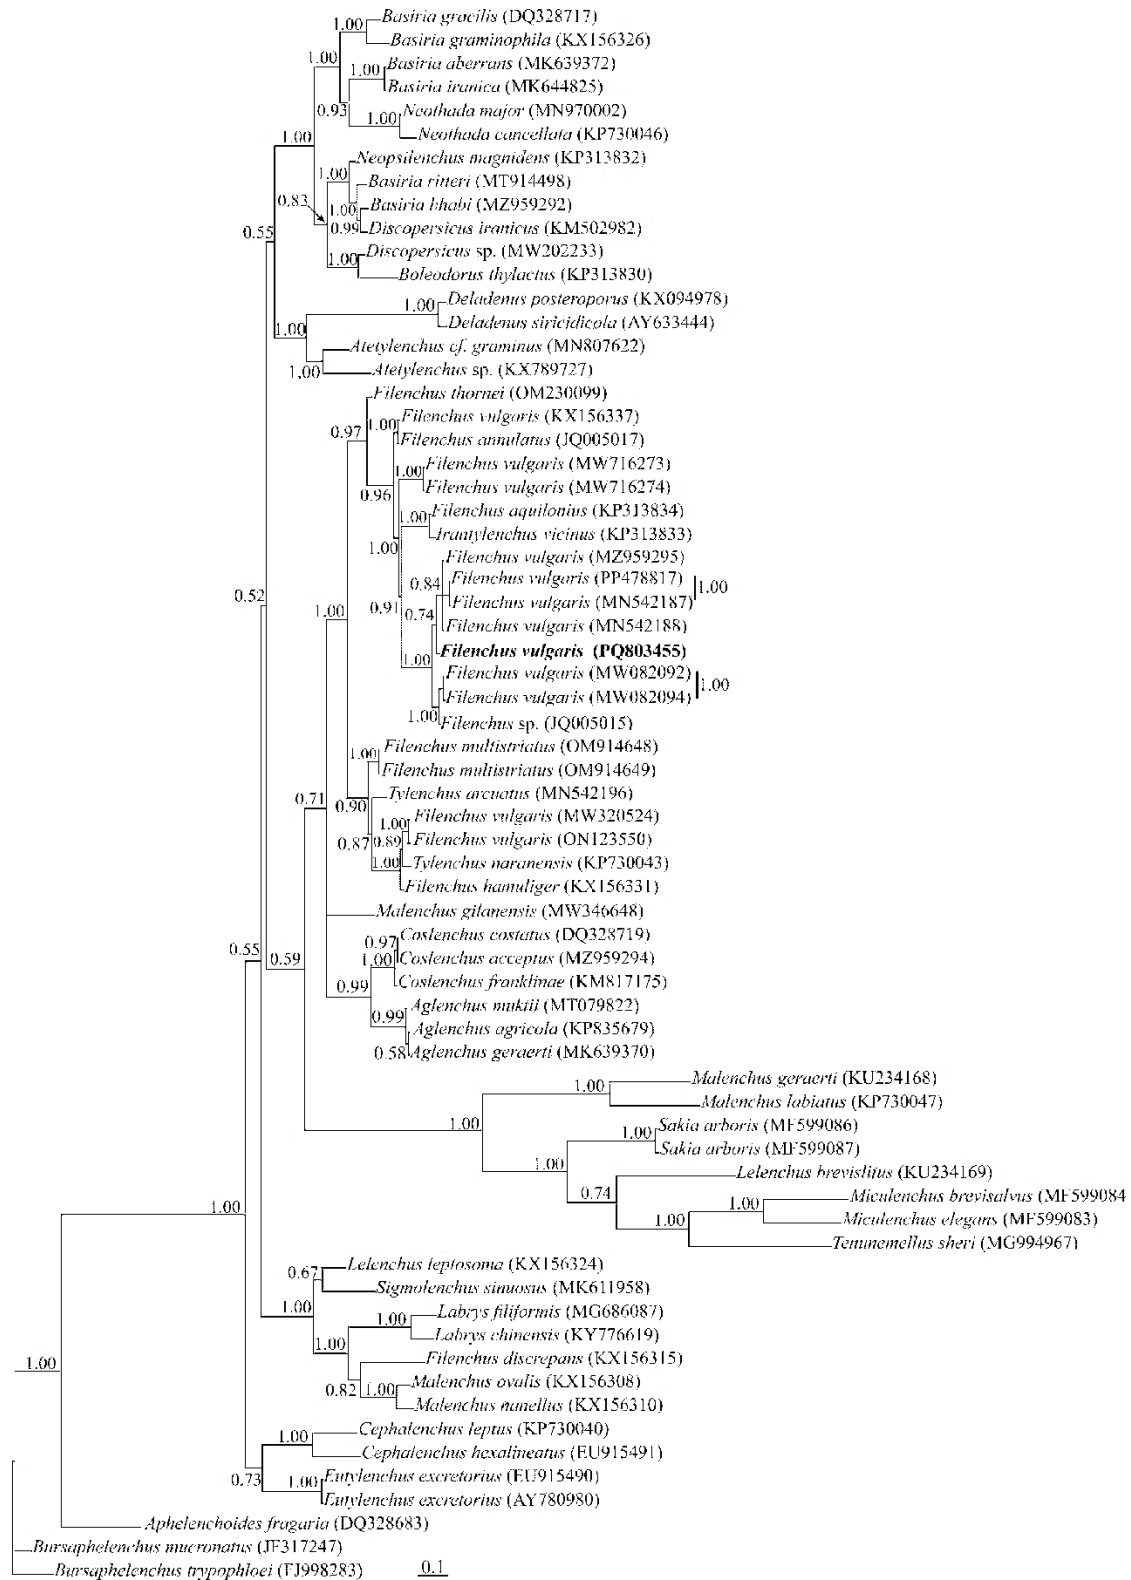 Basiria gracilis (DQ328717)
1.00
Basiria graminophila (KX156326)
1.00
Basiria aberrans (MK639372)
1.00
Basiria iranica (MK644825)
0.93
Neothada major (MN970002)
1.00
Neothada cancellata (KP730046)
1.00
Neopsilenchus magnidens (KP313832)
1.00
Basiria ritteri (MT914498)
0.83
Basiria bhabi (MZ959292)
1.00
Discopersicus iranicus (KM502982)
0.99
0.55
Discopersicus sp. (MW202233)
1.00
Boleodorus thylactus (KP313830)
Deladenus posteroporus (KX094978)
1.00
Deladenus siricidicola (AY633444)
1.00
Atetylenchus cf. graminus (MN807622)
1.00
Atetylenchus sp. (KX789727)
Filenchus thornei (OM230099)
Filenchus vulgaris (KX156337)
1.00
0.97
Filenchus annulatus (JQ005017)
Filenchus vulgaris (MW716273)
1.00
Filenchus vulgaris (MW716274)
0.96
Filenchus aquilonius (KP313834)
1.00
Irantylenchus vicinus (KP313833)
1.00
Filenchus vulgaris (MZ959295)
0.84
Filenchus vulgaris (PP478817)
1.00
Filenchus vulgaris (MN542187)
0.52
0.91
1.00
0.74
Filenchus vulgaris (MN542188)
Filenchus vulgaris (PQ803455)
1.00
Filenchus vulgaris (MW082092)
1.00
Filenchus vulgaris (MW082094)
1.00
Filenchus sp. (JQ005015)
Filenchus multistriatus (OM914648)
1.00
Filenchus multistriatus (OM914649)
Tylenchus arcuatus (MN542196)
0.71
0.90
Filenchus vulgaris (MW320524)
1.00
Filenchus vulgaris (ON123550)
0.87
0.89
Tylenchus naranensis (KP730043)
1.00
Filenchus hamuliger (KX156331)
Malenchus gilanensis (MW346648)
Coslenchus costatus (DQ328719)
0.97
0.55
0.59
Coslenchus acceptus (MZ959294)
1.00
Coslenchus franklinae (KM817175)
0.99
Aglenchus muktii (MT079822)
0.99
Aglenchus agricola (KP835679)
0.58
Aglenchus geraerti (MK639370)
Malenchus geraerti (KU234168)
1.00
Malenchus labiatus (KP730047)
1.00
Sakia arboris (MF599086)
1.00
Sakia arboris (MF599087)
1.00
Lelenchus brevislitus (KU234169)
0.74
Miculenchus brevisalvus (MF599084
1.00
1.00
Miculenchus elegans (MF599083)
1.00
Tenunemellus sheri (MG994967)
Lelenchus leptosoma (KX156324)
0.67
Sigmolenchus sinuosus (MK611958)
1.00
Labrys filiformis (MG686087)
1.00
Labrys chinensis (KY776619)
1.00
Filenchus discrepans (KX156315)
1.00
Malenchus ovalis (KX156308)
0.82
1.00
Malenchus nanellus (KX156310)
Cephalenchus leptus (KP730040)
1.00
Cephalenchus hexalineatus (EU915491)
0.73
Eutylenchus excretorius (EU915490)
1.00
Eutylenchus excretorius (AY780980)
Aphelenchoides fragaria (DQ328683)
Bursaphelenchus mucronatus (JF317247)
Bursaphelenchus trypophloei (FJ998283)
0.1